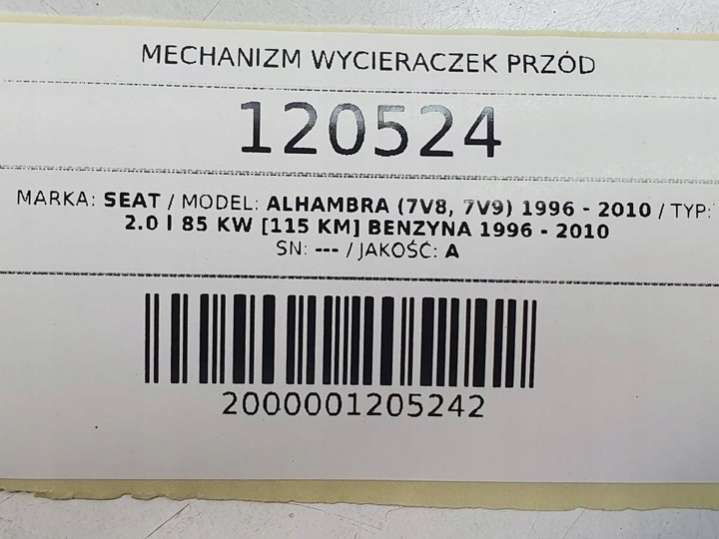 MECHANIZM WYCIERACZEK PRZÓD
120524
MARKA: SEAT / MODEL: ALHAMBRA (7V8, 7V9) 1996 - 2010 / TYP:
2.0 l 85 KW [115 KM] BENZYNA 1996 - 2010
SN: --- / JAKOŚĆ: A
2000001205242